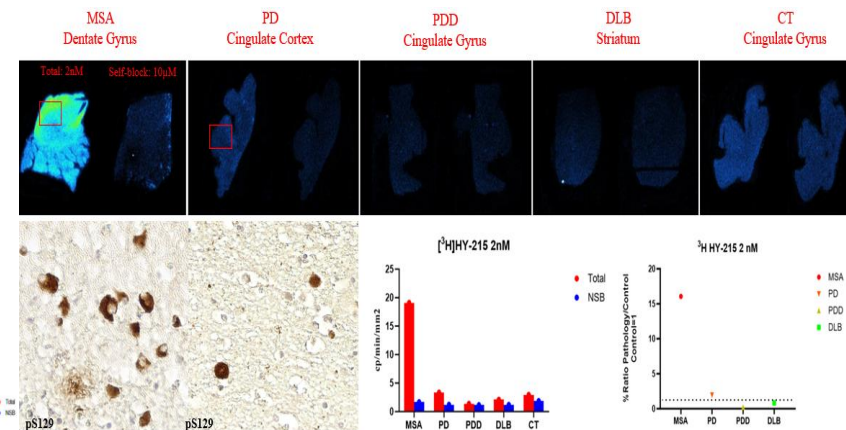 MSA
Dentate Gyrus
PD
Cingulate Cortex
PDD
Cingulate Gyrus
DLB
Striatum
CT
Cingulate Gyrus
Total: 2nM
Self-block: 10μM
pS129
pS129
Total
NSB
[³H]HY-215 2nM
cp/min/mm2
25
20
15
10
5
0
MSA PD PDD DLB CT
Total
NSB
³H HY-215 2 nM
% Ratio Pathology/Control
Control=1
20
15
10
5
0
MSA PD PDD DLB
MSA
PD
PDD
DLB